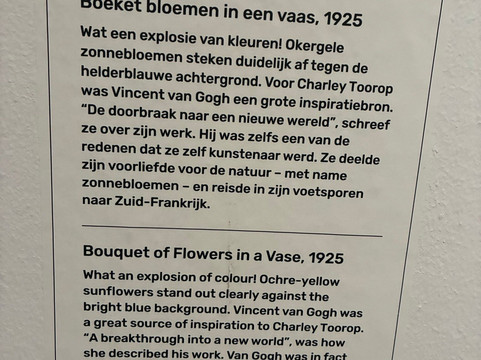 Boeket bloemen in een vaas, 1925
Wat een explosie van kleuren! Okergele
zonnebloemen steken duidelijk af tegen de
helderblauwe achtergrond. Voor Charley Toorop
was Vincent van Gogh een grote inspiratiebron.
“De doorbraak naar een nieuwe wereld”, schreef
ze over zijn werk. Hij was zelfs een van de
redenen dat ze zelf kunstenaar werd. Ze deelde
zijn voorliefde voor de natuur – met name
zonnebloemen – en reisde in zijn voetsporen
naar Zuid-Frankrijk.
Bouquet of Flowers in a Vase, 1925
What an explosion of colour! Ochre-yellow
sunflowers stand out clearly against the
bright blue background. Vincent van Gogh was
a great source of inspiration to Charley Toorop.
“A breakthrough into a new world”, was how
she described his work. Van Gogh was in fact